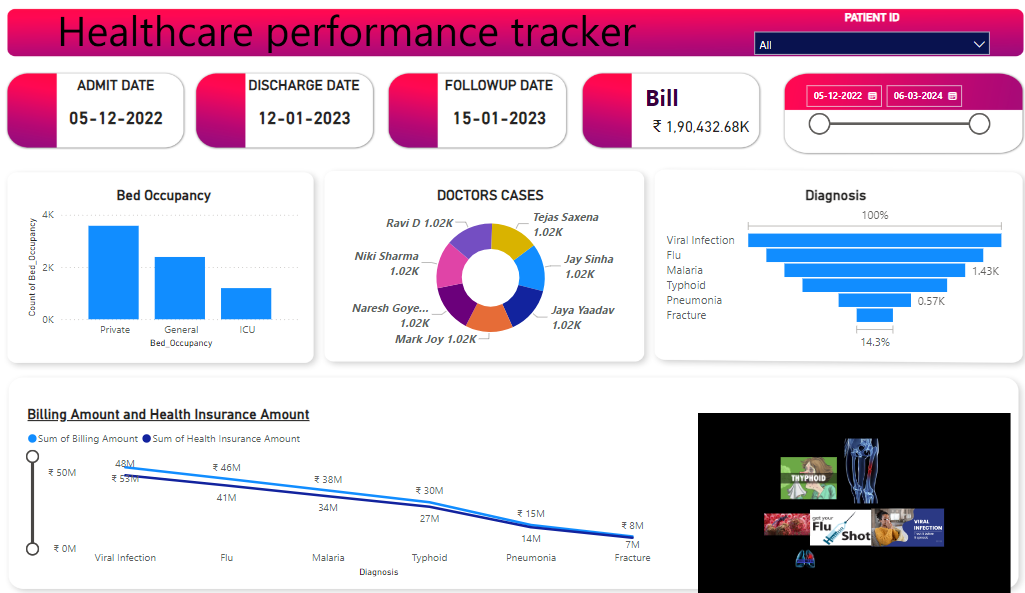 Healthcare performance tracker
PATIENT ID
All
ADMIT DATE
05-12-2022
DISCHARGE DATE
12-01-2023
FOLLOWUP DATE
15-01-2023
Bill
₹ 1,90,432.68K
05-12-2022
06-03-2024
Bed Occupancy
Count of Bed_Occupancy
4K
2K
0K
Private
General
ICU
Bed_Occupancy
DOCTORS CASES
Ravi D 1.02K
Tejas Saxena
1.02K
Niki Sharma
1.02K
Jay Sinha
1.02K
Naresh Goye...
1.02K
Jaya Yaadav
1.02K
Mark Joy 1.02K
Diagnosis
100%
Viral Infection
Flu
Malaria 1.43K
Typhoid
Pneumonia 0.57K
Fracture
14.3%
Billing Amount and Health Insurance Amount
Sum of Billing Amount
Sum of Health Insurance Amount
₹ 50M
₹ 0M
48M
₹ 53M
₹ 46M
41M
₹ 38M
34M
₹ 30M
27M
₹ 15M
14M
₹ 8M
7M
Viral Infection
Flu
Malaria
Typhoid
Pneumonia
Fracture
Diagnosis
TYPHOID
get your
Flu
Shot
VIRAL
INFECTION